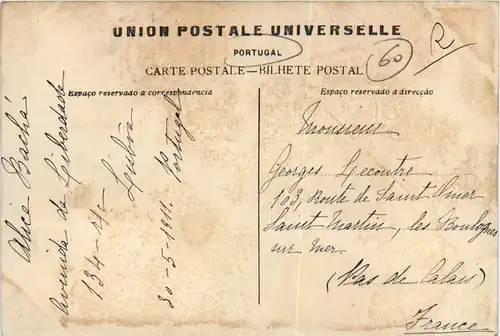 UNION POSTALE UNIVERSELLE
PORTUGAL
CARTE POSTALE—BILHETE POSTAL
60
R
Espaço reservado á correspondencia
Espaço reservado á direcção
Alice Bachá
Avenida da Liberdade
134-r/c Lisbôa
30-5-1911. Portugal
Monsieur
Georges Lecontre
103, Route de Saint Omer
Saint Martin, les Boulogne
sur Mer.
(Pas de Calais)
France